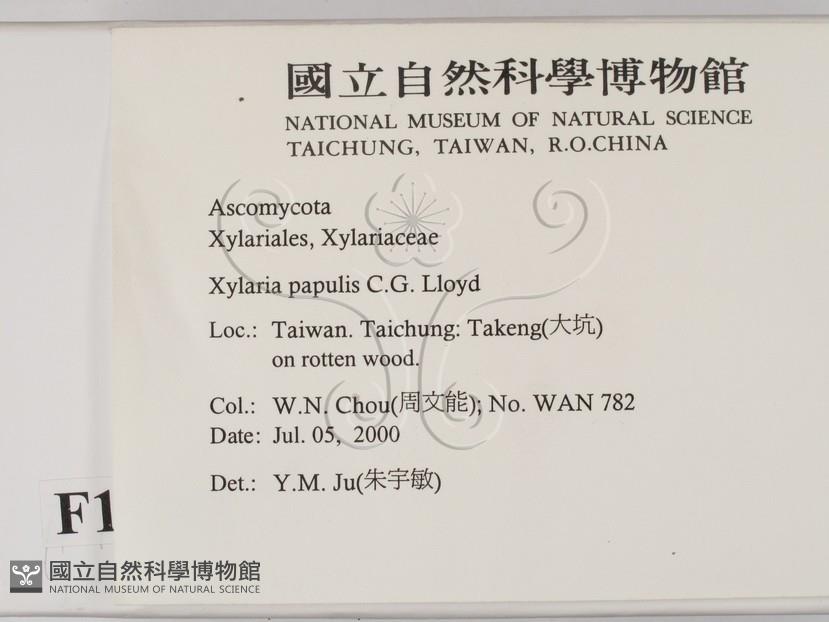 國立自然科學博物館
NATIONAL MUSEUM OF NATURAL SCIENCE
TAICHUNG, TAIWAN, R.O.CHINA
Ascomycota
Xylariales, Xylariaceae
Xylaria papulis C.G. Lloyd
Loc.: Taiwan. Taichung: Takeng(大坑)
on rotten wood.
Col.: W.N. Chou(周文能); No. WAN 782
Date: Jul. 05, 2000
Det.: Y.M. Ju(朱宇敏)
F1
國立自然科學博物館
NATIONAL MUSEUM OF NATURAL SCIENCE